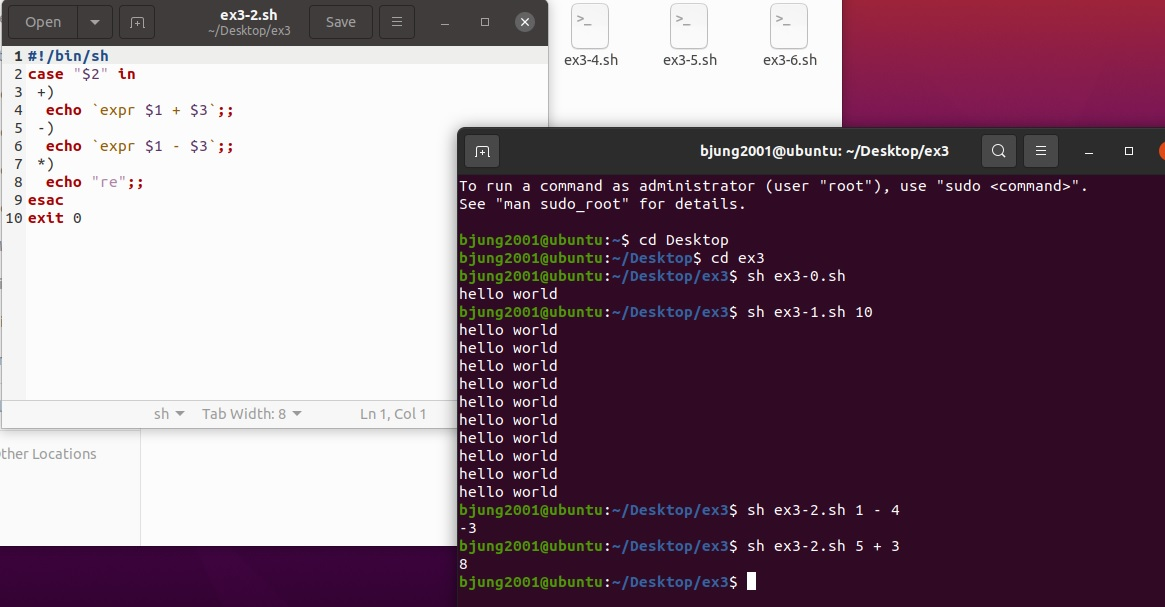 Open
ex3-2.sh
~/Desktop/ex3
Save
1 #!/bin/sh
2 case "$2" in
3  +)
4   echo `expr $1 + $3`;;
5  -)
6   echo `expr $1 - $3`;;
7  *)
8   echo "re";;
9 esac
10 exit 0
sh
Tab Width: 8
Ln 1, Col 1
ther Locations
>_
>_
>_
ex3-4.sh
ex3-5.sh
ex3-6.sh
bjung2001@ubuntu: ~/Desktop/ex3
To run a command as administrator (user "root"), use "sudo <command>".
See "man sudo_root" for details.
bjung2001@ubuntu:~$ cd Desktop
bjung2001@ubuntu:~/Desktop$ cd ex3
bjung2001@ubuntu:~/Desktop/ex3$ sh ex3-0.sh
hello world
bjung2001@ubuntu:~/Desktop/ex3$ sh ex3-1.sh 10
hello world
hello world
hello world
hello world
hello world
hello world
hello world
hello world
hello world
hello world
bjung2001@ubuntu:~/Desktop/ex3$ sh ex3-2.sh 1 - 4
-3
bjung2001@ubuntu:~/Desktop/ex3$ sh ex3-2.sh 5 + 3
8
bjung2001@ubuntu:~/Desktop/ex3$